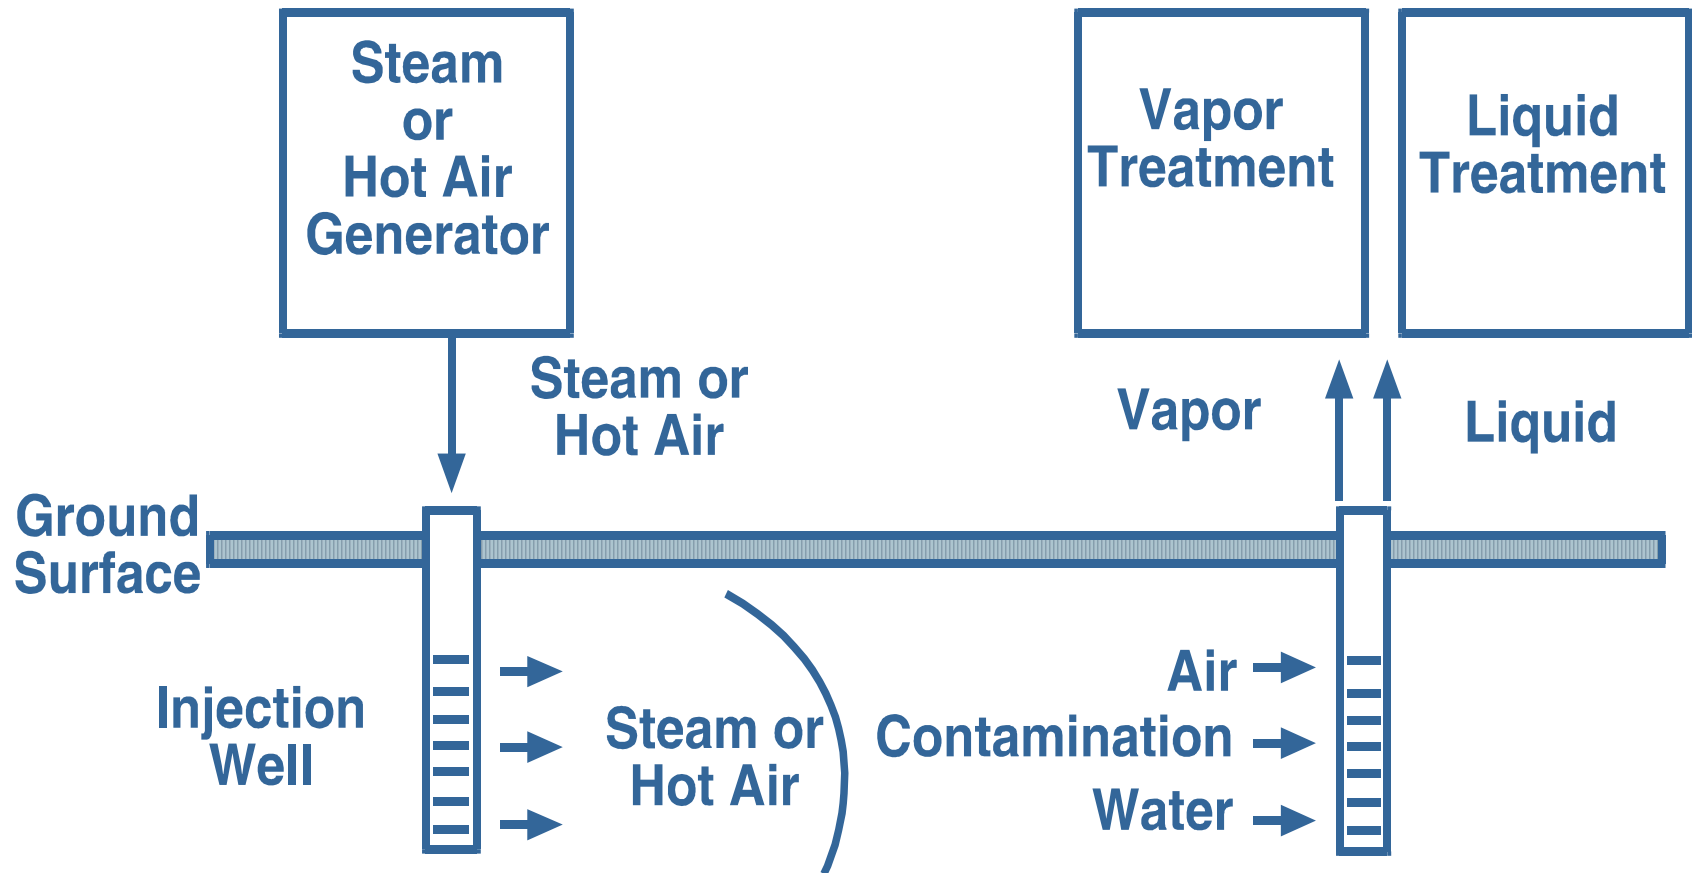 Steam
or
Hot Air
Generator
Vapor
Treatment
Liquid
Treatment
Steam or
Hot Air
Vapor
Liquid
Ground
Surface
Injection
Well
Steam or
Hot Air
Air
Contamination
Water